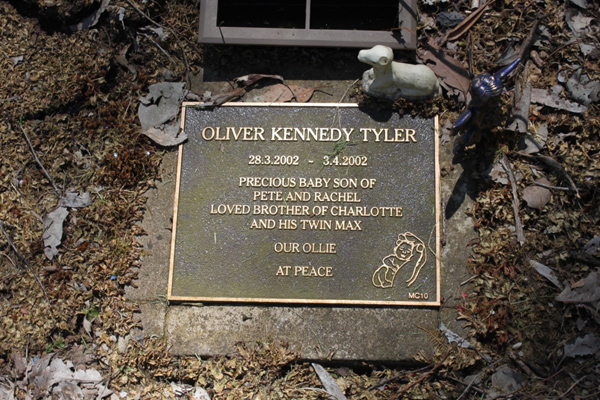 OLIVER KENNEDY TYLER
28.3.2002 - 3.4.2002
PRECIOUS BABY SON OF
PETE AND RACHEL
LOVED BROTHER OF CHARLOTTE
AND HIS TWIN MAX
OUR OLLIE
AT PEACE
MC10